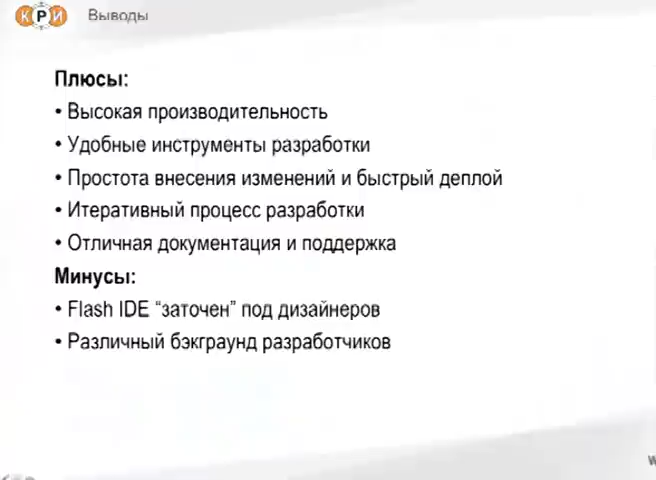 КРИ Выводы
Плюсы:
• Высокая производительность
• Удобные инструменты разработки
• Простота внесения изменений и быстрый деплой
• Итеративный процесс разработки
• Отличная документация и поддержка
Минусы:
• Flash IDE “заточен” под дизайнеров
• Различный бэкграунд разработчиков